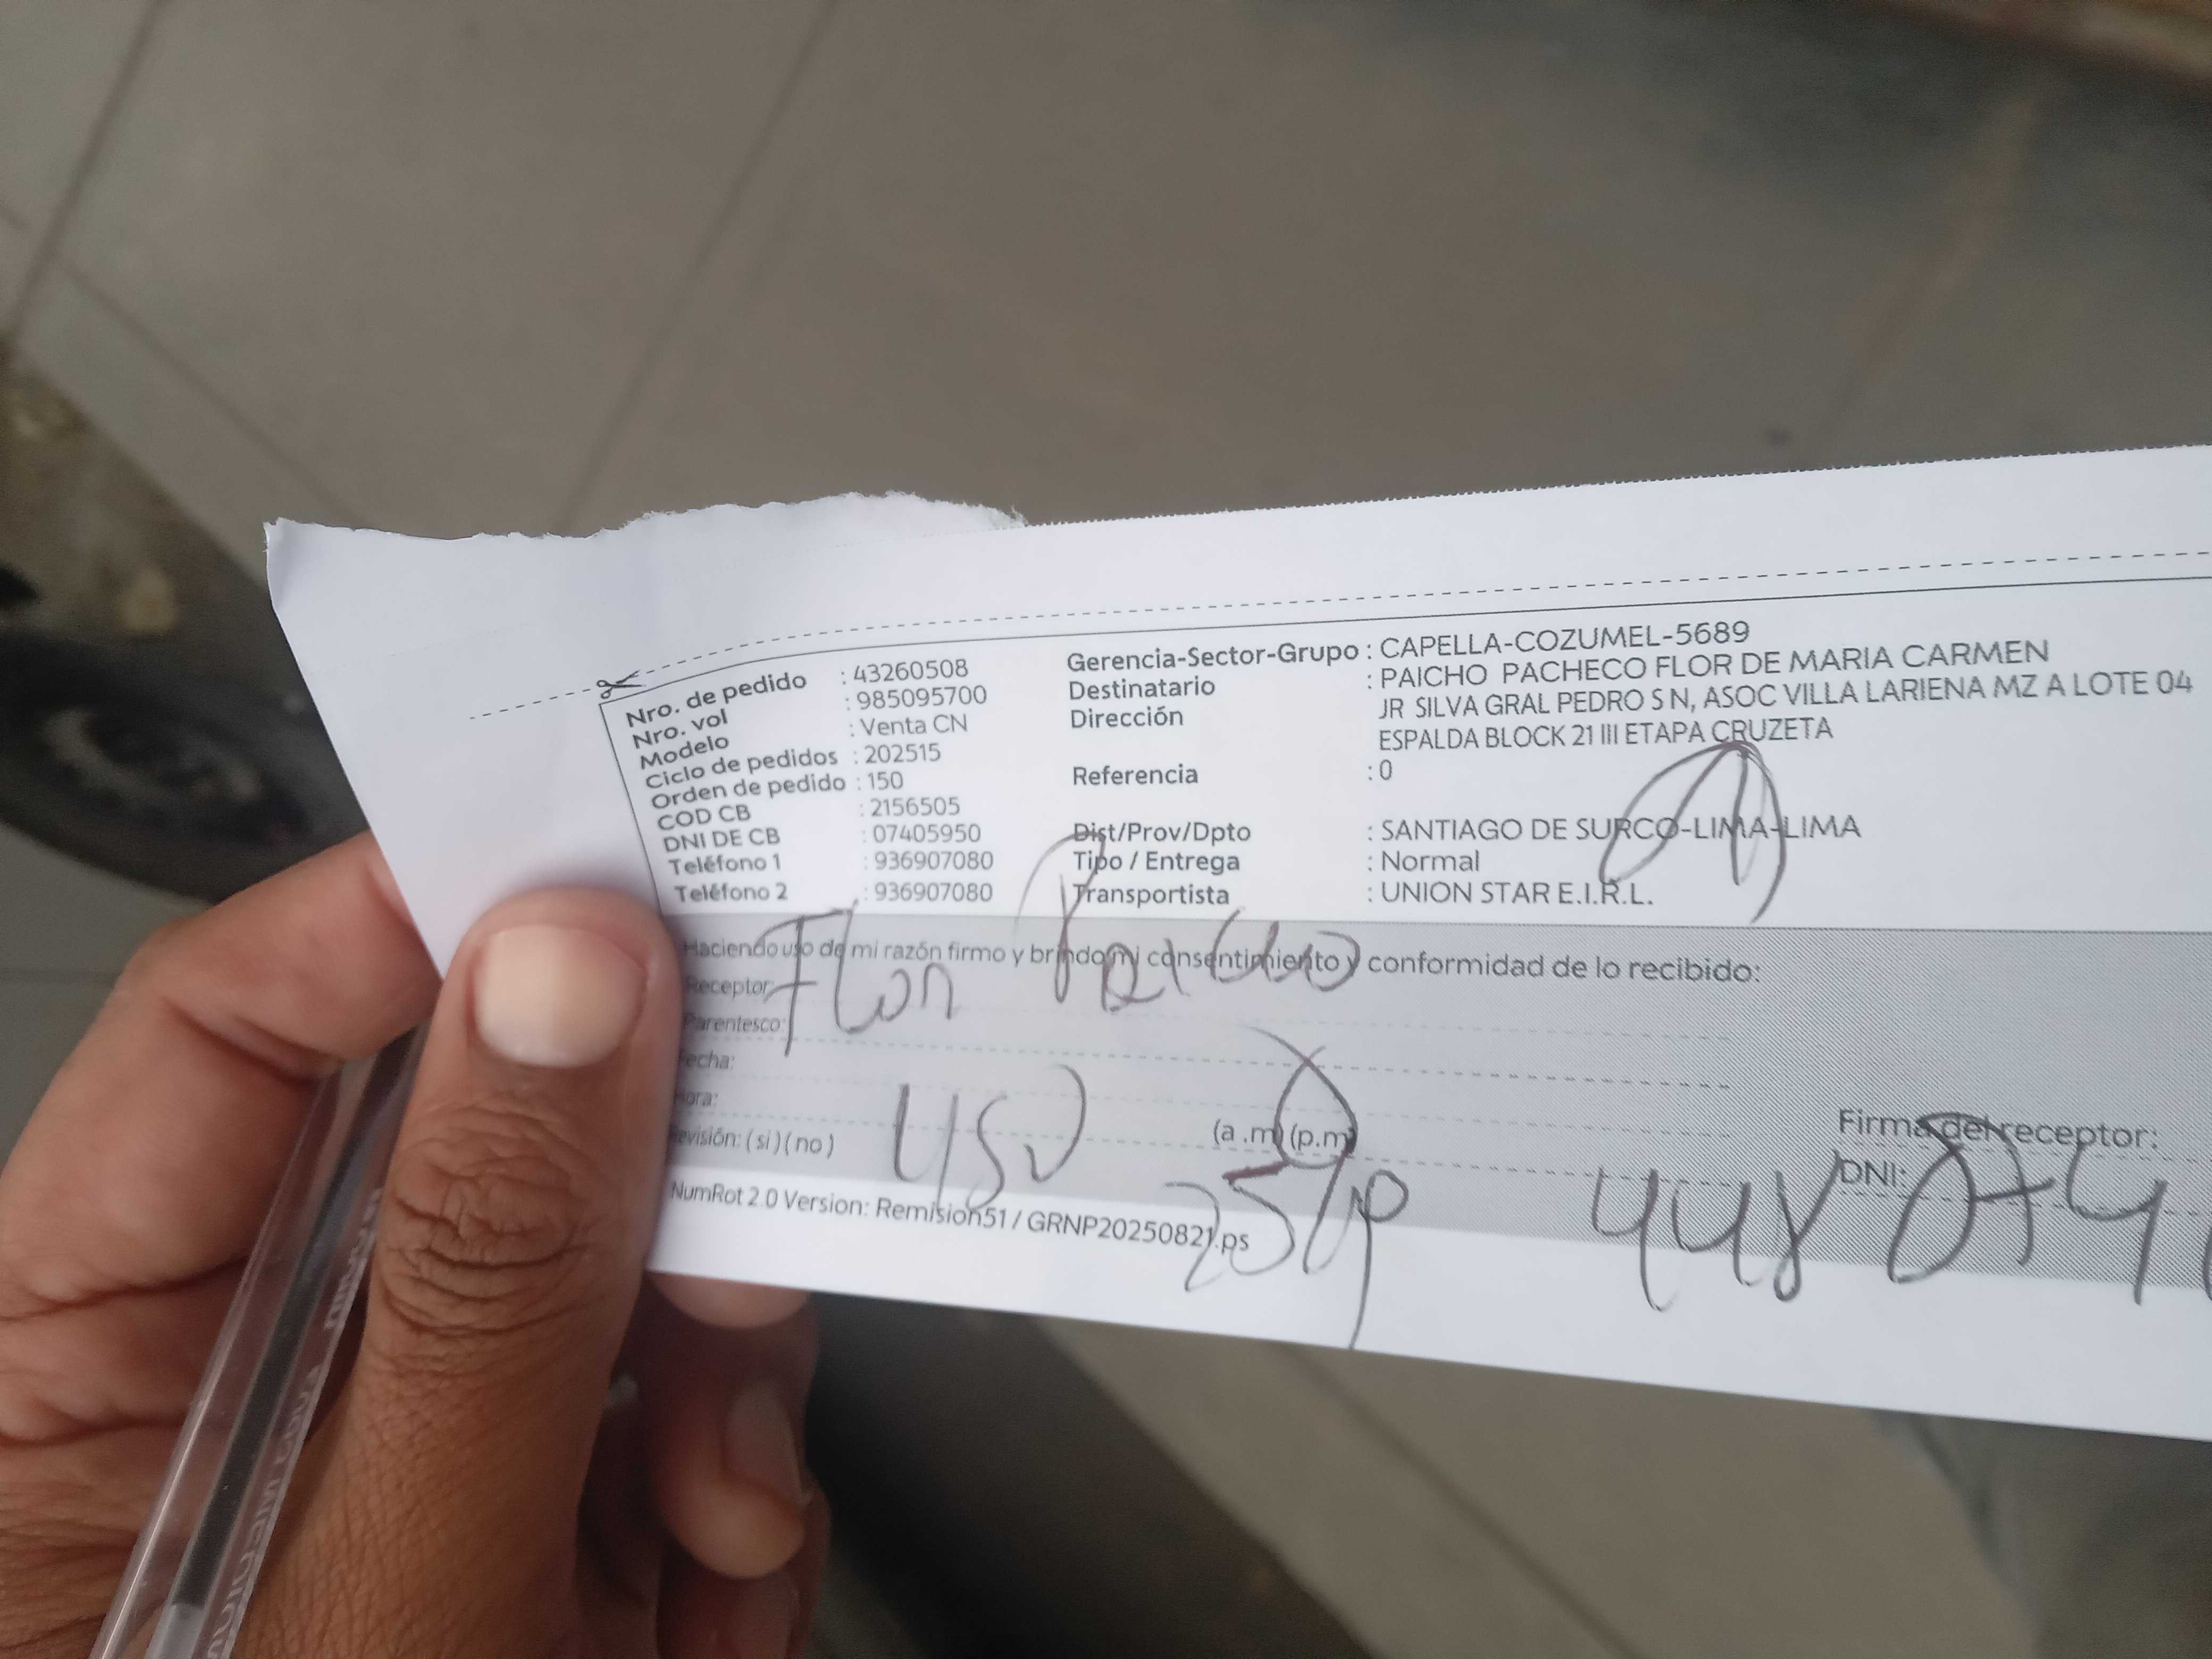 Nro. de pedido : 43260508
Nro. vol : 985095700
Modelo : Venta CN
Ciclo de pedidos : 202515
Orden de pedido : 150
COD CB : 2156505
DNI DE CB : 07405950
Teléfono 1 : 936907080
Teléfono 2 : 936907080
Gerencia-Sector-Grupo : CAPELLA-COZUMEL-5689
Destinatario : PAICHO PACHECO FLOR DE MARIA CARMEN
Dirección JR SILVA GRAL PEDRO S N, ASOC VILLA LARIENA MZ A LOTE 04
ESPALDA BLOCK 21 III ETAPA CRUZETA
Referencia : 0
Dist/Prov/Dpto : SANTIAGO DE SURCO-LIMA-LIMA
Tipo / Entrega : Normal
Transportista : UNION STAR E.I.R.L.
Haciendo uso de mi razón firmo y brindo mi consentimiento y conformidad de lo recibido:
Receptor: Flor
Parentesco:
Fecha:
Hora: (a .m) (p.m)
Revisión: ( si ) ( no )
Firma del receptor:
DNI:
NumRot 2.0 Version: Remision51 / GRNP20250821.ps